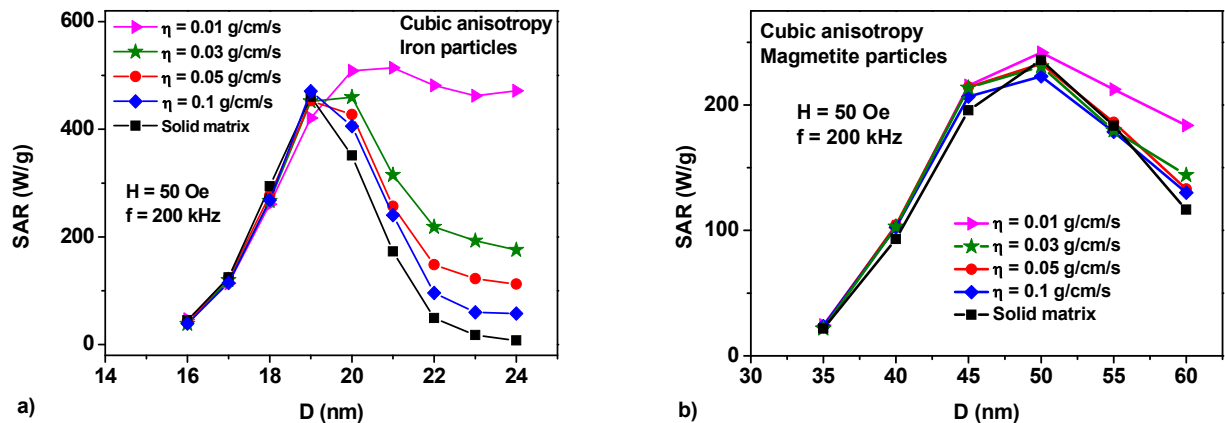 600
400
200
0
SAR (W/g)
η = 0.01 g/cm/s
η = 0.03 g/cm/s
η = 0.05 g/cm/s
η = 0.1 g/cm/s
Solid matrix
Cubic anisotropy
Iron particles
H = 50 Oe
f = 200 kHz
14 16 18 20 22 24
D (nm)
a)
200
100
0
SAR (W/g)
Cubic anisotropy
Magmetite particles
H = 50 Oe
f = 200 kHz
η = 0.01 g/cm/s
η = 0.03 g/cm/s
η = 0.05 g/cm/s
η = 0.1 g/cm/s
Solid matrix
30 35 40 45 50 55 60
D (nm)
b)